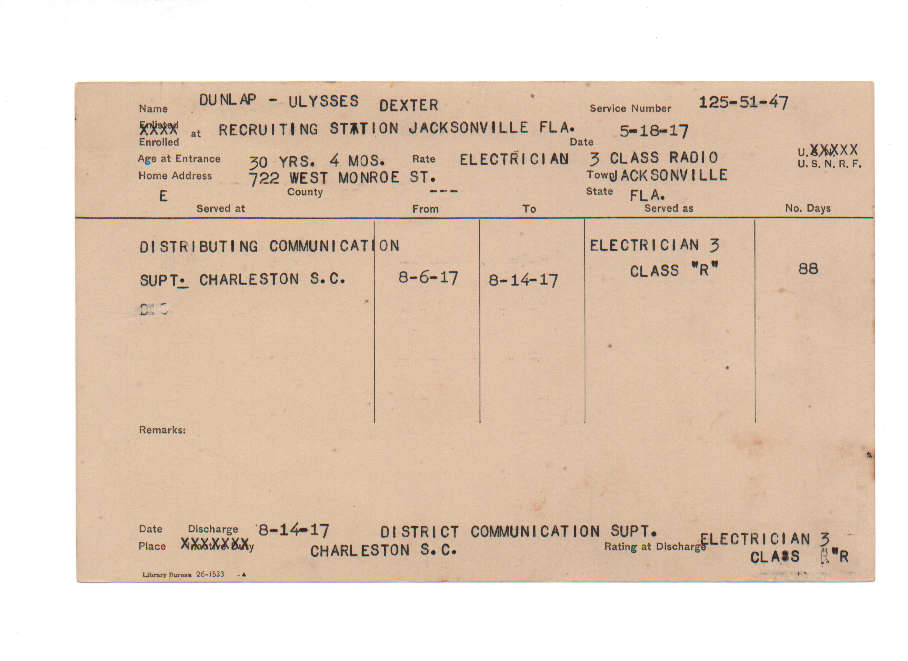 Name DUNLAP - ULYSSES DEXTER Service Number 125-51-47
Enlisted
XXXX at RECRUITING STATION JACKSONVILLE FLA. Date 5-18-17
Enrolled
Age at Entrance 30 YRS. 4 MOS. Rate ELECTRICIAN 3 CLASS RADIO U.S.N.XXXXX
U. S. N. R. F.
Home Address 722 WEST MONROE ST. Town JACKSONVILLE
E County --- State FLA.
Served at From To Served as No. Days
DISTRIBUTING COMMUNICATION ELECTRICIAN 3
SUPT. CHARLESTON S.C. 8-6-17 8-14-17 CLASS "R" 88
Remarks:
Date Discharge 8-14-17 DISTRICT COMMUNICATION SUPT.
Place XXXXXXX CHARLESTON S.C. Rating at Discharge ELECTRICIAN 3
CLASS "R
Library Bureau 26-1523